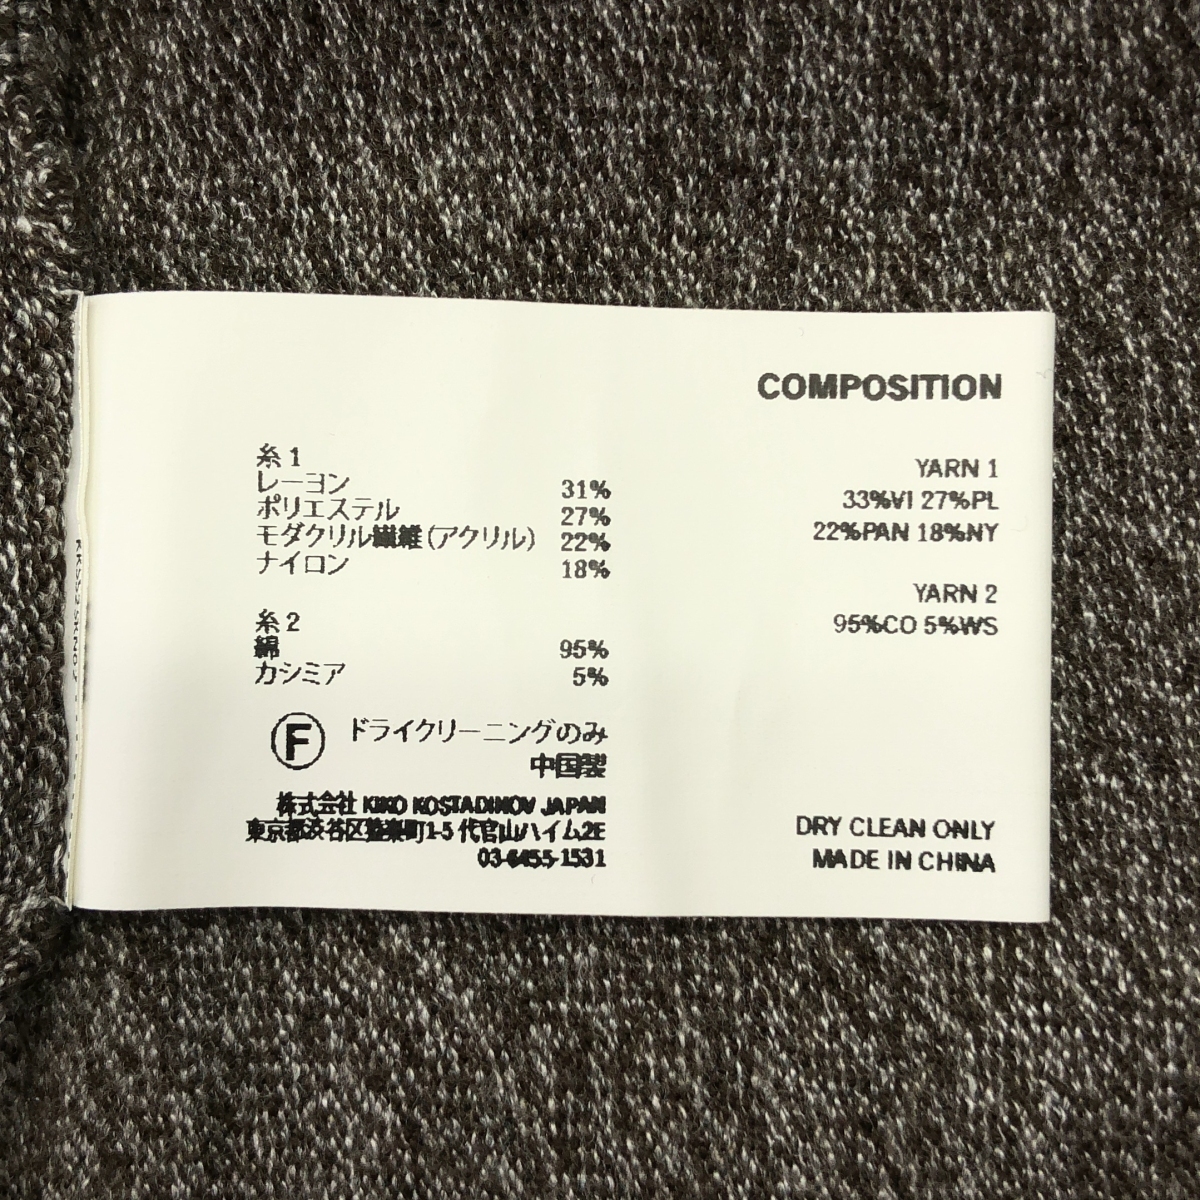 COMPOSITION
糸1
レーヨン 31%
ポリエステル 27%
モダクリル繊維(アクリル) 22%
ナイロン 18%
糸2
綿 95%
カシミア 5%
ドライクリーニングのみ
中国製
株式会社 KIKO KOSTADINOV JAPAN
東京都渋谷区猿楽町1-5 代官山ハイム2E
03-6455-1531
F
YARN 1
33%VI 27%PL
22%PAN 18%NY
YARN 2
95%CO 5%WS
DRY CLEAN ONLY
MADE IN CHINA